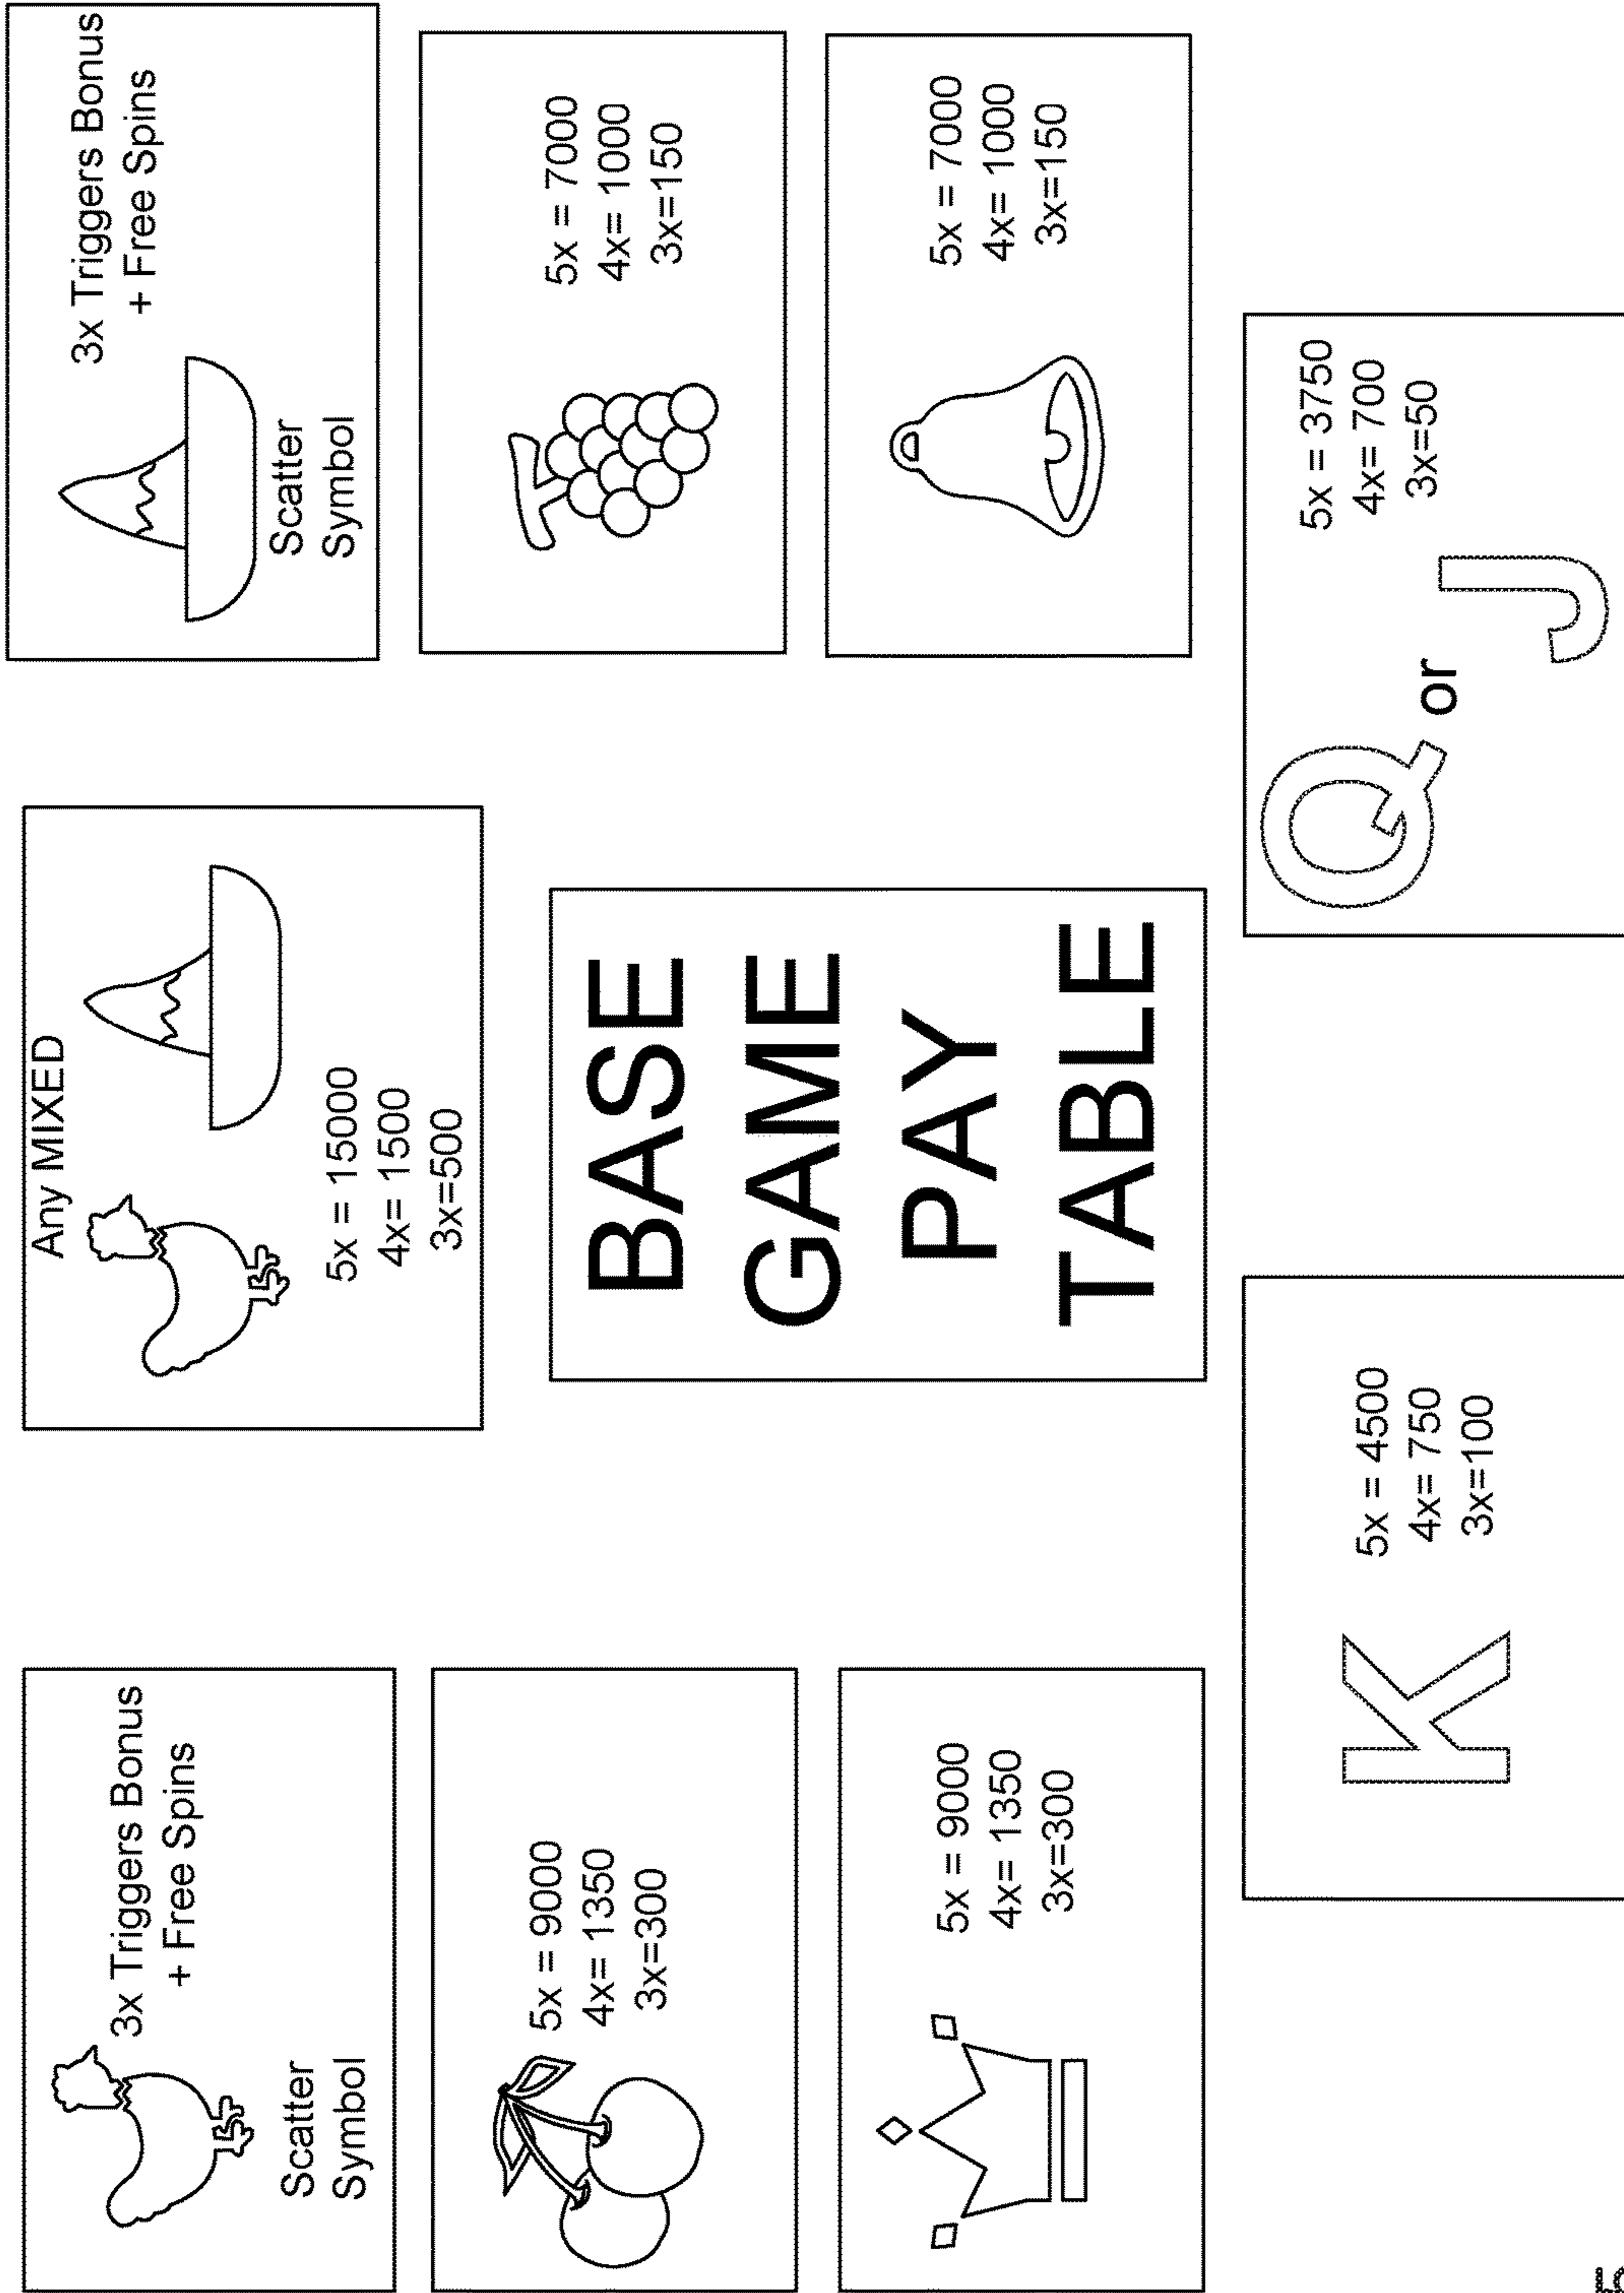 3x Triggers Bonus
+ Free Spins
Scatter
Symbol
Any MIXED
5x = 15000
4x= 1500
3x=500
3x Triggers Bonus
+ Free Spins
Scatter
Symbol
5x = 9000
4x= 1350
3x=300
BASE
GAME
PAY
TABLE
5x = 7000
4x= 1000
3x=150
5x = 9000
4x= 1350
3x=300
5x = 7000
4x= 1000
3x=150
K
5x = 4500
4x= 750
3x=100
Q or J
5x = 3750
4x= 700
3x=50